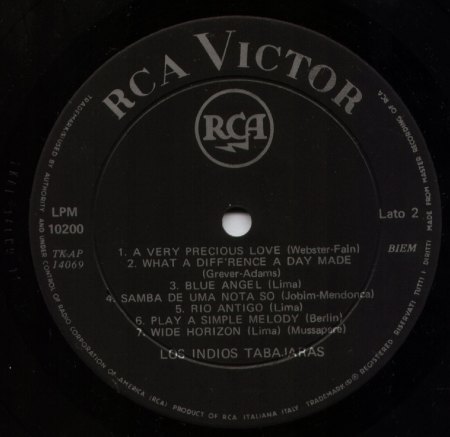 RCA VICTOR
RCA
LPM
10200
Lato 2
TKAP
14069
BIEM
1. A VERY PRECIOUS LOVE (Webster-Fain)
2. WHAT A DIFF'RENCE A DAY MADE
(Grever-Adams)
3. BLUE ANGEL (Lima)
4. SAMBA DE UMA NOTA SO (Jobim-Mendonca)
5. RIO ANTIGO (Lima)
6. PLAY A SIMPLE MELODY (Berlin)
7. WIDE HORIZON (Lima) (Mussapere)
LOS INDIOS TABAJARAS
TRADEMARKS USED BY AUTHORITY AND UNDER CONTROL OF RADIO CORPORATION OF AMERICA (RCA) PRODUCT OF RCA ITALIANA ITALY TRADEMARK(S) ® REGISTERED
MADE FROM MASTER RECORDING OF RCA
TUTTI I DIRITTI RISERVATI